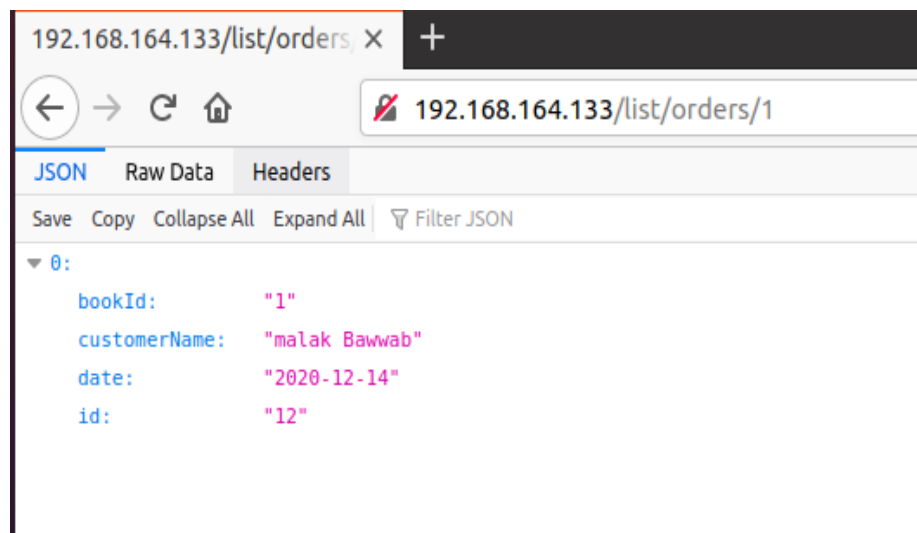 192.168.164.133/list/orders/
192.168.164.133/list/orders/1
JSON Raw Data Headers
Save Copy Collapse All Expand All Filter JSON
0:
bookId: "1"
customerName: "malak Bawwab"
date: "2020-12-14"
id: "12"